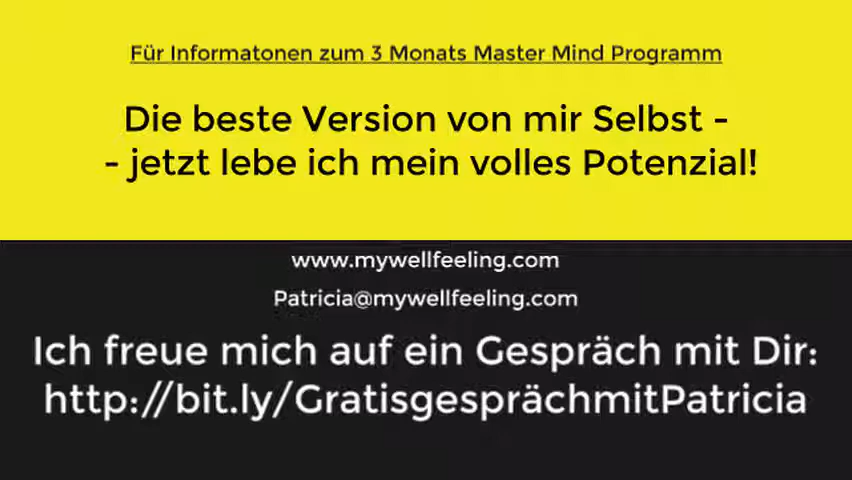 Für Informatonen zum 3 Monats Master Mind Programm
Die beste Version von mir Selbst -
- jetzt lebe ich mein volles Potenzial!
www.mywellfeeling.com
Patricia@mywellfeeling.com
Ich freue mich auf ein Gespräch mit Dir:
http://bit.ly/GratisgesprächmitPatricia